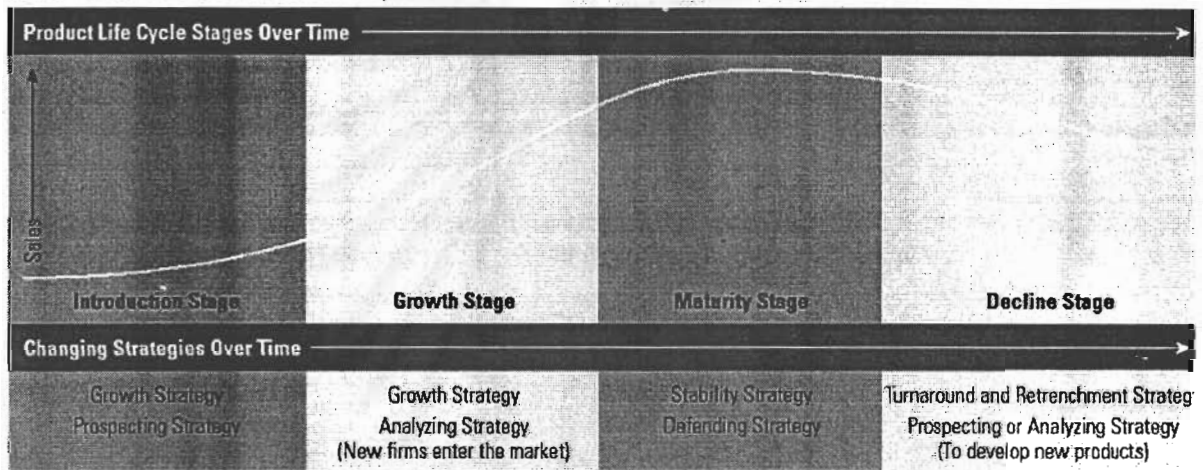 Product Life Cycle Stages Over Time
Sales
Introduction Stage
Growth Stage
Maturity Stage
Decline Stage
Changing Strategies Over Time
Growth Strategy
Prospecting Strategy
Growth Strategy
Analyzing Strategy
(New firms enter the market)
Stability Strategy
Defending Strategy
Turnaround and Retrenchment Strateg
Prospecting or Analyzing Strategy
(To develop new products)